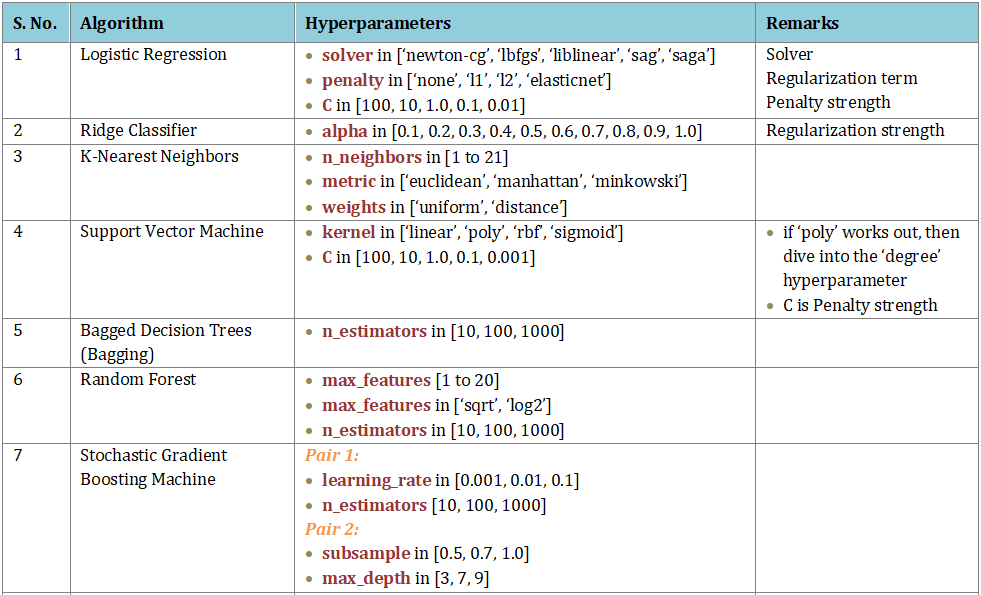 S. No. Algorithm Hyperparameters Remarks
1 Logistic Regression • solver in [‘newton-cg’, ‘lbfgs’, ‘liblinear’, ‘sag’, ‘saga’] Solver
• penalty in [‘none’, ‘l1’, ‘l2’, ‘elasticnet’] Regularization term
• C in [100, 10, 1.0, 0.1, 0.01] Penalty strength
2 Ridge Classifier • alpha in [0.1, 0.2, 0.3, 0.4, 0.5, 0.6, 0.7, 0.8, 0.9, 1.0] Regularization strength
3 K-Nearest Neighbors • n_neighbors in [1 to 21]
• metric in [‘euclidean’, ‘manhattan’, ‘minkowski’]
• weights in [‘uniform’, ‘distance’]
4 Support Vector Machine • kernel in [‘linear’, ‘poly’, ‘rbf’, ‘sigmoid’] • if ‘poly’ works out, then
• C in [100, 10, 1.0, 0.1, 0.001] dive into the ‘degree’
hyperparameter
• C is Penalty strength
5 Bagged Decision Trees • n_estimators in [10, 100, 1000]
(Bagging)
6 Random Forest • max_features [1 to 20]
• max_features in [‘sqrt’, ‘log2’]
• n_estimators in [10, 100, 1000]
7 Stochastic Gradient Pair 1:
Boosting Machine • learning_rate in [0.001, 0.01, 0.1]
• n_estimators [10, 100, 1000]
Pair 2:
• subsample in [0.5, 0.7, 1.0]
• max_depth in [3, 7, 9]